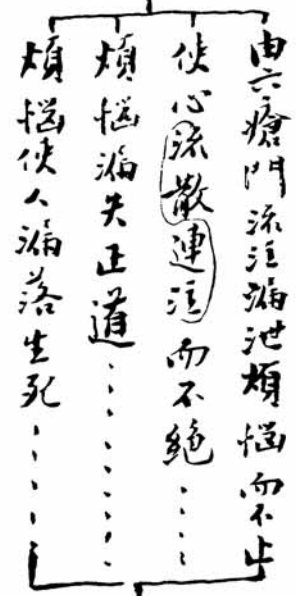 由六瘡門流注漏泄煩惱而不止
使心流散連注而不絕……
煩惱漏失正道………
煩惱使人漏落生死……